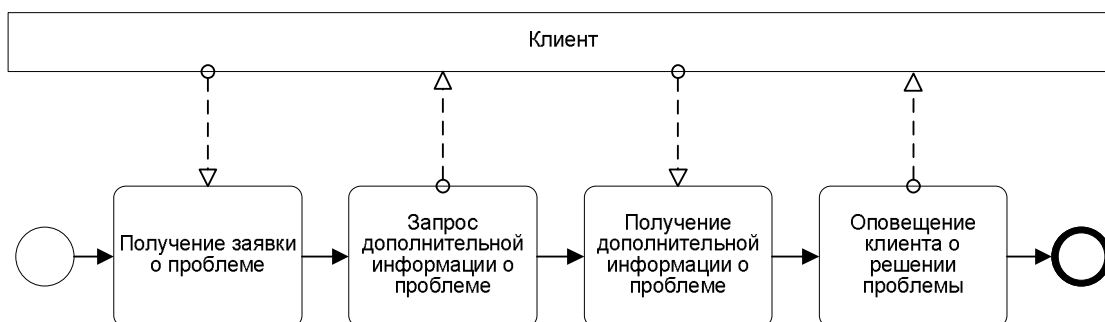 Клиент
Получение заявки
о проблеме
Запрос
дополнительной
информации о
проблеме
Получение
дополнительной
информации о
проблеме
Оповещение
клиента о
решении
проблемы